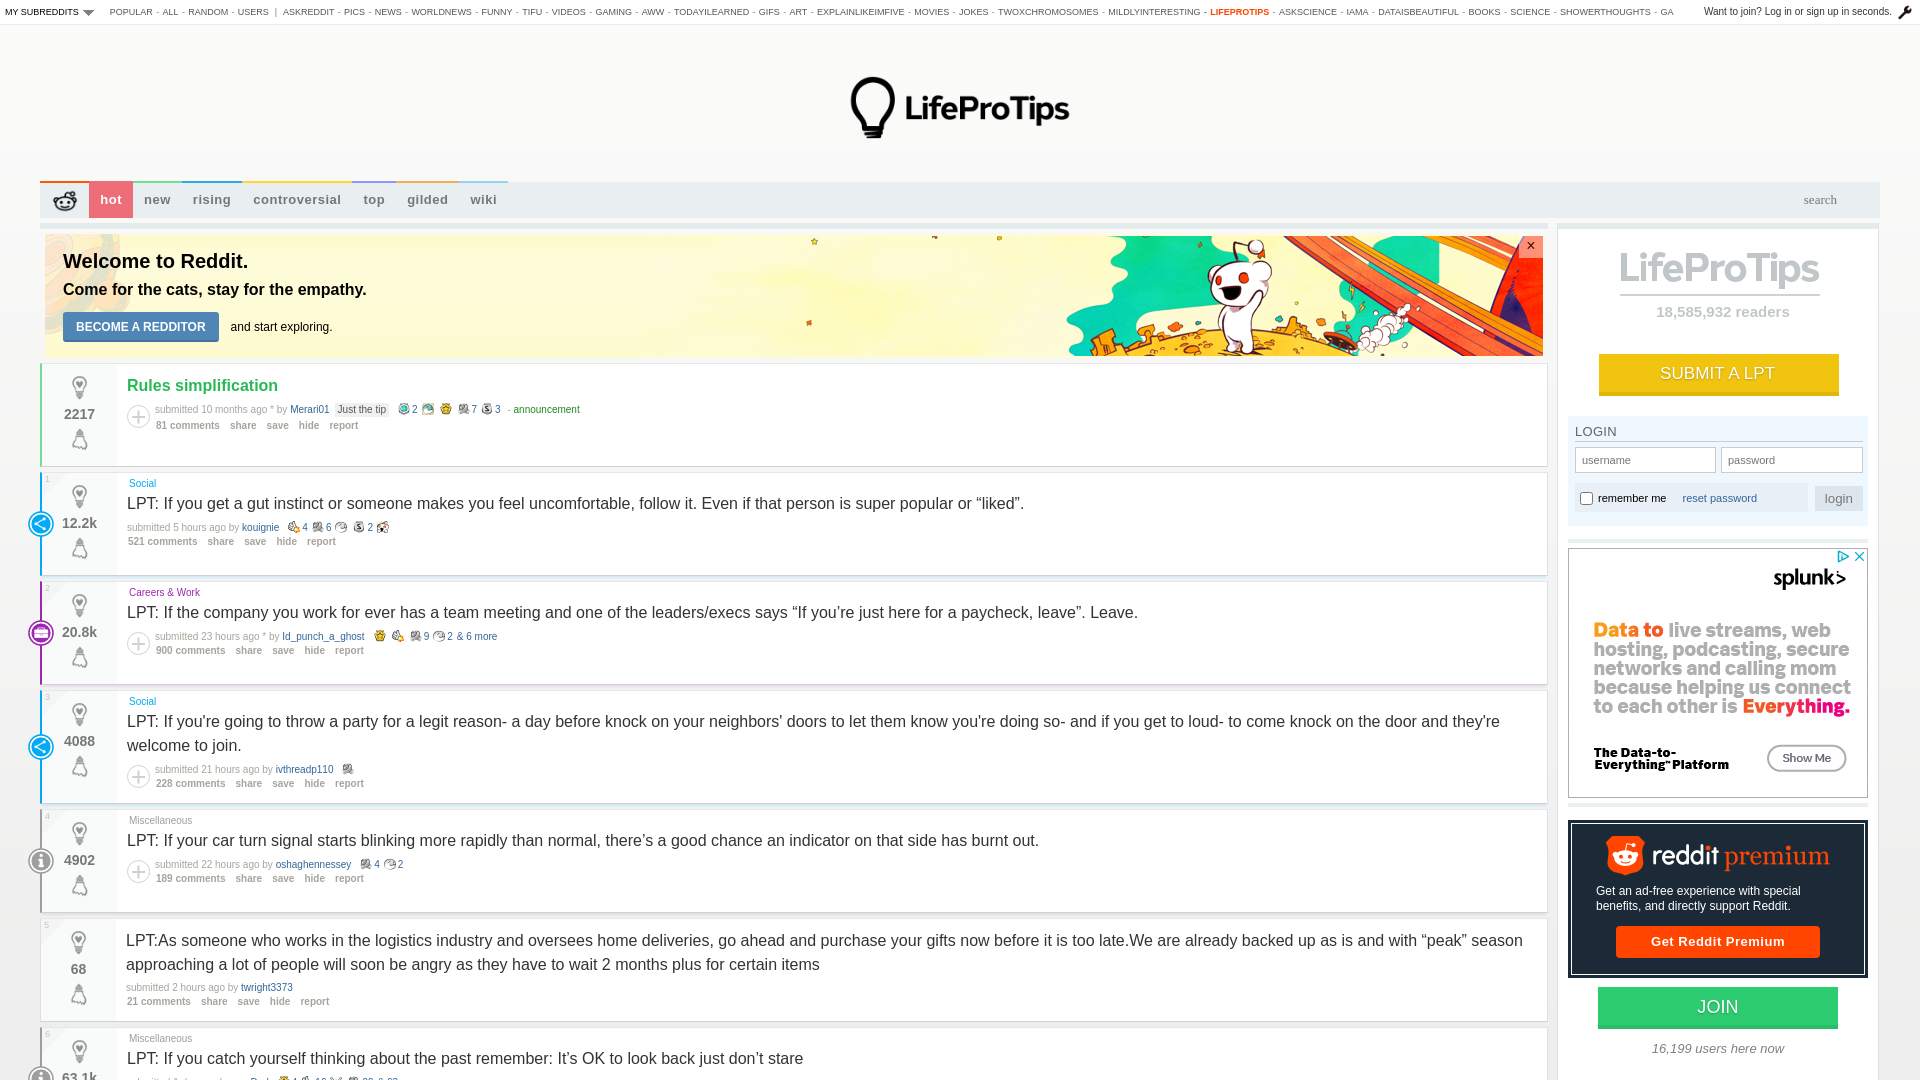 MY SUBREDDITS POPULAR - ALL - RANDOM - USERS | ASKREDDIT - PICS - NEWS - WORLDNEWS - FUNNY - TIFU - VIDEOS - GAMING - AWW - TODAYILEARNED - GIFS - ART - EXPLAINLIKEIMFIVE - MOVIES - JOKES - TWOXCHROMOSOMES - MILDLYINTERESTING - LIFEPROTIPS - ASKSCIENCE - IAMA - DATAISBEAUTIFUL - BOOKS - SCIENCE - SHOWERTHOUGHTS - GA Want to join? Log in or sign up in seconds.
LifeProTips
hot new rising controversial top gilded wiki search
Welcome to Reddit.
Come for the cats, stay for the empathy.
BECOME A REDDITOR and start exploring.
×
Rules simplification
2217
submitted 10 months ago * by Merari01 Just the tip 2 7 3 - announcement
81 comments share save hide report
1
Social
LPT: If you get a gut instinct or someone makes you feel uncomfortable, follow it. Even if that person is super popular or “liked”.
12.2k
submitted 5 hours ago by kouignie 4 6 2
521 comments share save hide report
2
Careers & Work
LPT: If the company you work for ever has a team meeting and one of the leaders/execs says “If you’re just here for a paycheck, leave”. Leave.
20.8k
submitted 23 hours ago * by Id_punch_a_ghost 9 2 & 6 more
900 comments share save hide report
3
Social
LPT: If you're going to throw a party for a legit reason- a day before knock on your neighbors' doors to let them know you're doing so- and if you get to loud- to come knock on the door and they're
welcome to join.
4088
submitted 21 hours ago by ivthreadp110
228 comments share save hide report
4
Miscellaneous
LPT: If your car turn signal starts blinking more rapidly than normal, there’s a good chance an indicator on that side has burnt out.
4902
submitted 22 hours ago by oshaghennessey 4 2
189 comments share save hide report
5
LPT:As someone who works in the logistics industry and oversees home deliveries, go ahead and purchase your gifts now before it is too late.We are already backed up as is and with “peak” season
approaching a lot of people will soon be angry as they have to wait 2 months plus for certain items
68
submitted 2 hours ago by twright3373
21 comments share save hide report
6
Miscellaneous
LPT: If you catch yourself thinking about the past remember: It’s OK to look back just don’t stare
63.1k
LifeProTips
18,585,932 readers
SUBMIT A LPT
LOGIN
username password
remember me reset password login
splunk>
Data to live streams, web
hosting, podcasting, secure
networks and calling mom
because helping us connect
to each other is Everything.
The Data-to-
Everything™ Platform
Show Me
reddit premium
Get an ad-free experience with special
benefits, and directly support Reddit.
Get Reddit Premium
JOIN
16,199 users here now